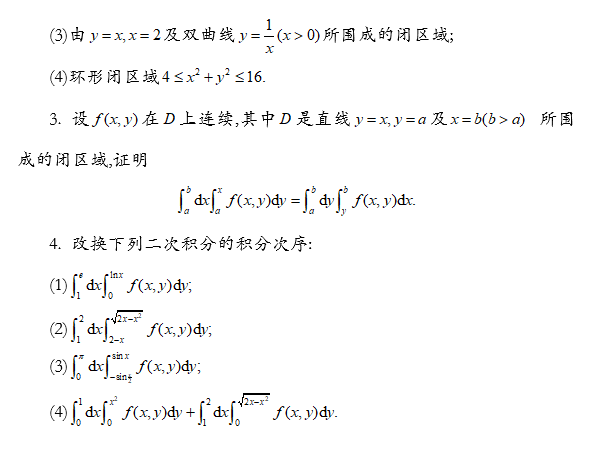 (3)由 y=x, x=2 及双曲线 y=1/x (x>0) 所围成的闭区域;
(4)环形闭区域 4≤x²+y²≤16.
3. 设 f(x,y) 在 D 上连续,其中 D 是直线 y=x, y=a 及 x=b(b>a) 所围
成的闭区域,证明
∫_a^b dx∫_a^x f(x,y)dy=∫_a^b dy∫_y^b f(x,y)dx.
4. 改换下列二次积分的积分次序:
(1) ∫_1^e dx∫_0^{lnx} f(x,y)dy;
(2) ∫_1^2 dx∫_{2-x}^{√(2x-x²)} f(x,y)dy;
(3) ∫_0^π dx∫_{-sin x/2}^{sin x} f(x,y)dy;
(4) ∫_0^1 dx∫_0^{x²} f(x,y)dy+∫_1^2 dx∫_0^{√(2x-x²)} f(x,y)dy.